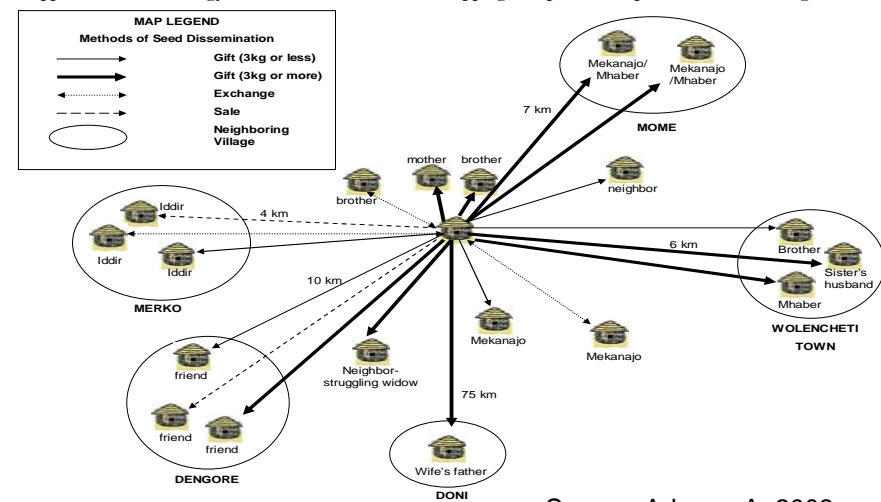 MAP LEGEND
Methods of Seed Dissemination
Gift (3kg or less)
Gift (3kg or more)
Exchange
Sale
Neighboring
Village
Mekanajo/
Mhaber
Mekanajo
/Mhaber
7 km
MOME
mother
brother
brother
neighbor
Iddir
4 km
Iddir
Iddir
MERKO
6 km
Brother
Sister's
husband
Mhaber
WOLENCHETI
TOWN
10 km
Mekanajo
Mekanajo
friend
Neighbor-
struggling widow
75 km
friend
friend
DENGORE
Wife's father
DONI